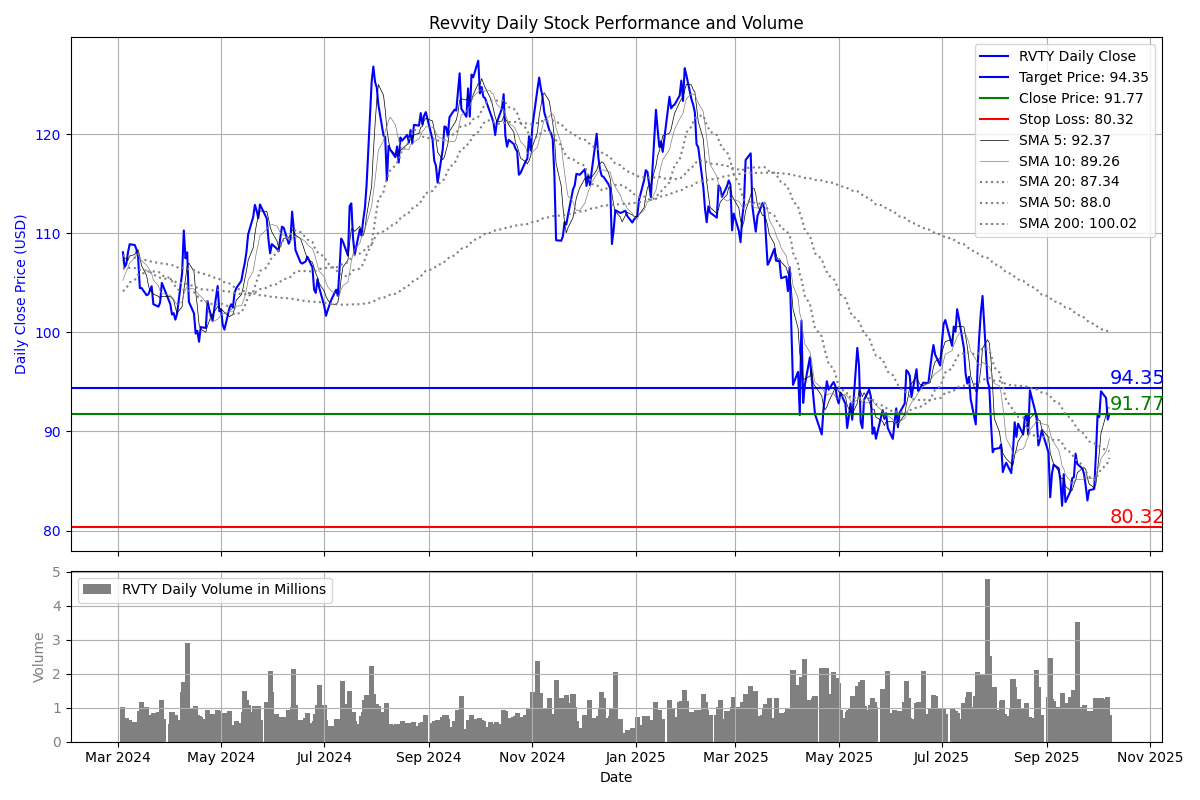 Revvity Daily Stock Performance and Volume
Daily Close Price (USD)
120
110
100
90
80
RVTY Daily Close
Target Price: 94.35
Close Price: 91.77
Stop Loss: 80.32
SMA 5: 92.37
SMA 10: 89.26
SMA 20: 87.34
SMA 50: 88.0
SMA 200: 100.02
94.35
91.77
80.32
Volume
5
4
3
2
1
0
RVTY Daily Volume in Millions
Mar 2024 May 2024 Jul 2024 Sep 2024 Nov 2024 Jan 2025 Mar 2025 May 2025 Jul 2025 Sep 2025 Nov 2025
Date